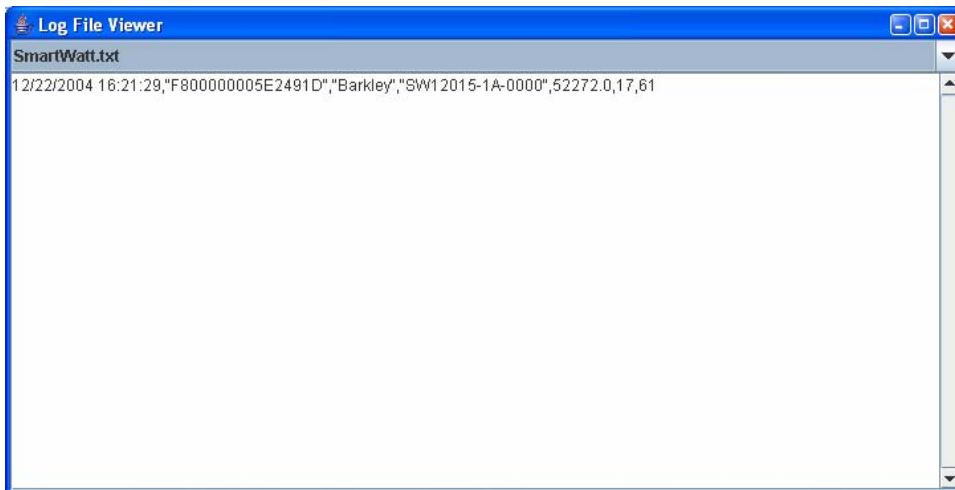 Log File Viewer
SmartWatt.txt
12/22/2004 16:21:29,"F800000005E2491D","Barkley","SW12015-1A-0000",52272.0,17,61